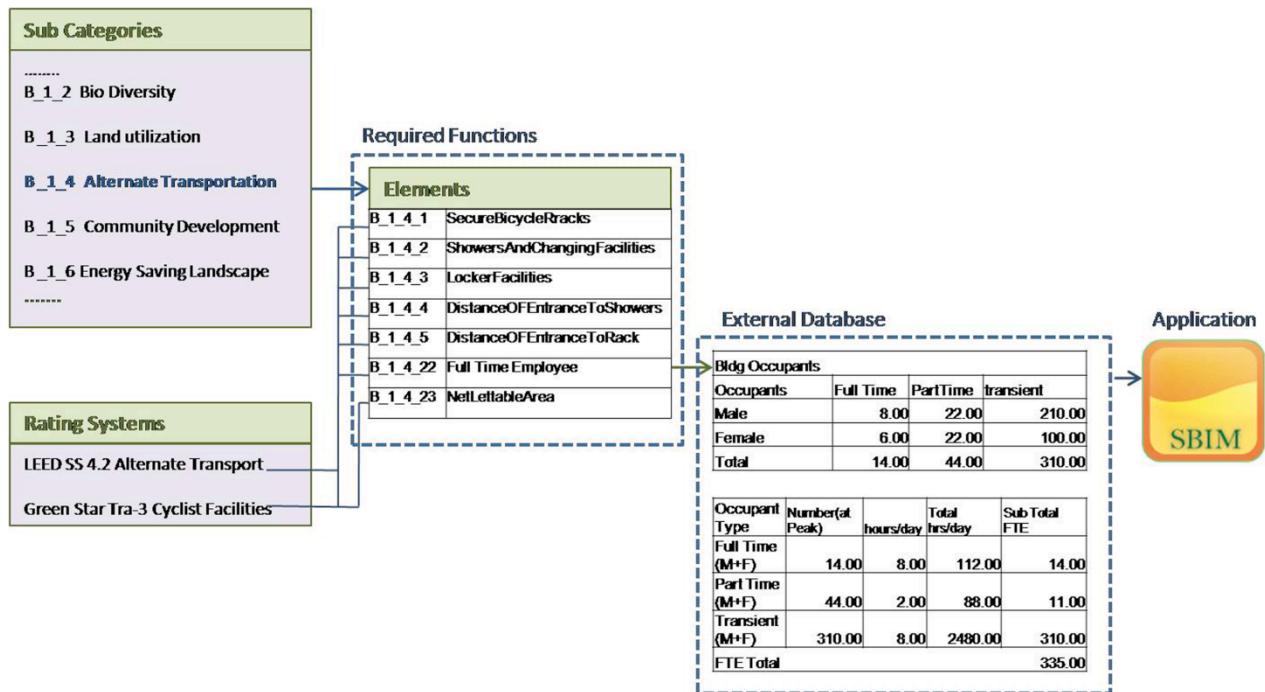 Sub Categories
........
B_1_2 Bio Diversity
B_1_3 Land utilization
B_1_4 Alternate Transportation
B_1_5 Community Development
B_1_6 Energy Saving Landscape
.......
Rating Systems
LEED SS 4.2 Alternate Transport
Green Star Tra-3 Cyclist Facilities
Required Functions
Elements
B_1_4_1 SecureBicycleRracks
B_1_4_2 ShowersAndChangingFacilities
B_1_4_3 LockerFacilities
B_1_4_4 DistanceOFEntranceToShowers
B_1_4_5 DistanceOFEntranceToRack
B_1_4_22 Full Time Employee
B_1_4_23 NetLettableArea
External Database
Bldg Occupants
Occupants Full Time PartTime transient
Male 8.00 22.00 210.00
Female 6.00 22.00 100.00
Total 14.00 44.00 310.00
Occupant Number(at Total Sub Total
Type Peak) hours/day hrs/day FTE
Full Time
(M+F) 14.00 8.00 112.00 14.00
Part Time
(M+F) 44.00 2.00 88.00 11.00
Transient
(M+F) 310.00 8.00 2480.00 310.00
FTE Total 335.00
Application
SBIM